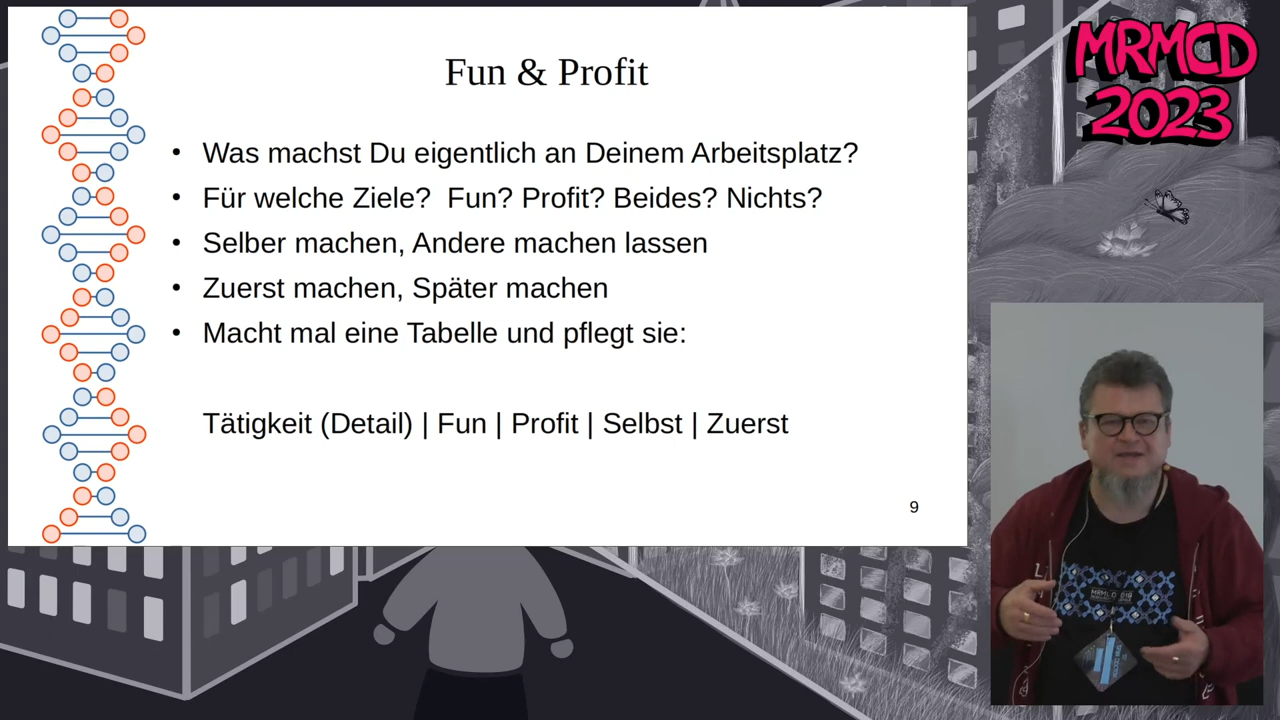 Fun & Profit
• Was machst Du eigentlich an Deinem Arbeitsplatz?
• Für welche Ziele?  Fun? Profit? Beides? Nichts?
• Selber machen, Andere machen lassen
• Zuerst machen, Später machen
• Macht mal eine Tabelle und pflegt sie:
Tätigkeit (Detail) | Fun | Profit | Selbst | Zuerst
9
MRMCD
2023